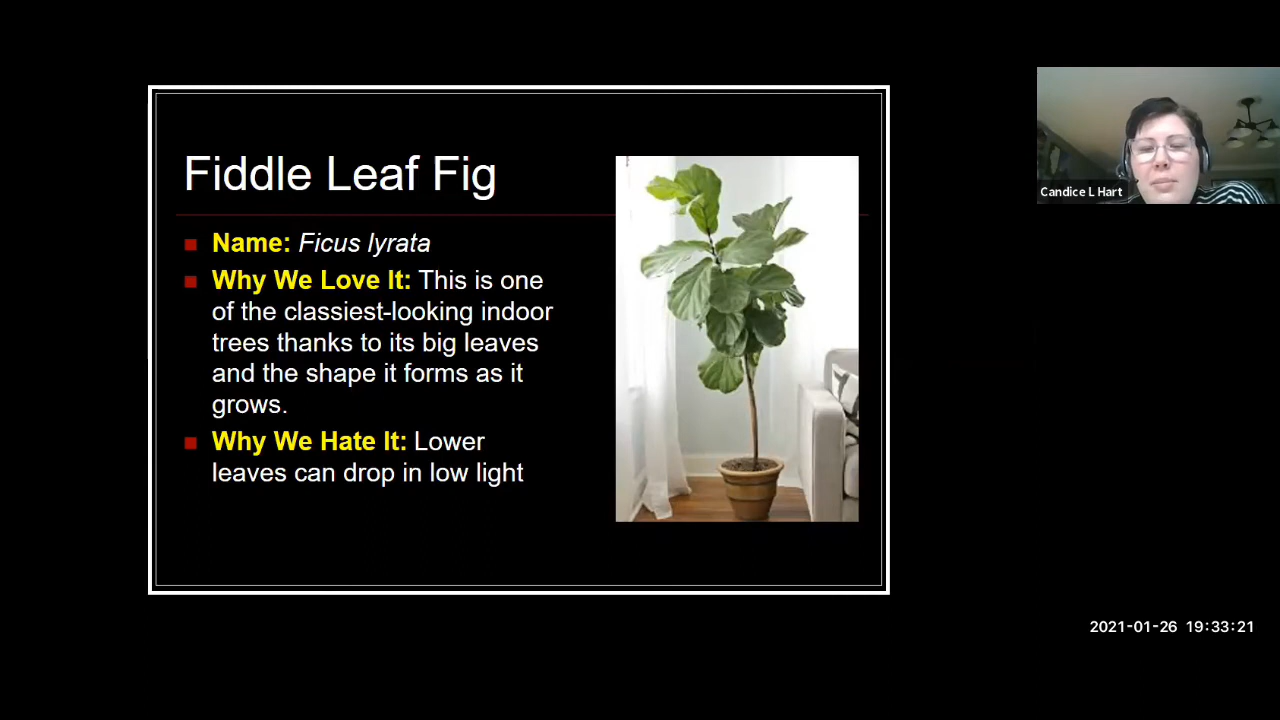 Fiddle Leaf Fig
Name: Ficus lyrata
Why We Love It: This is one
of the classiest-looking indoor
trees thanks to its big leaves
and the shape it forms as it
grows.
Why We Hate It: Lower
leaves can drop in low light
Candice L Hart
2021-01-26 19:33:21